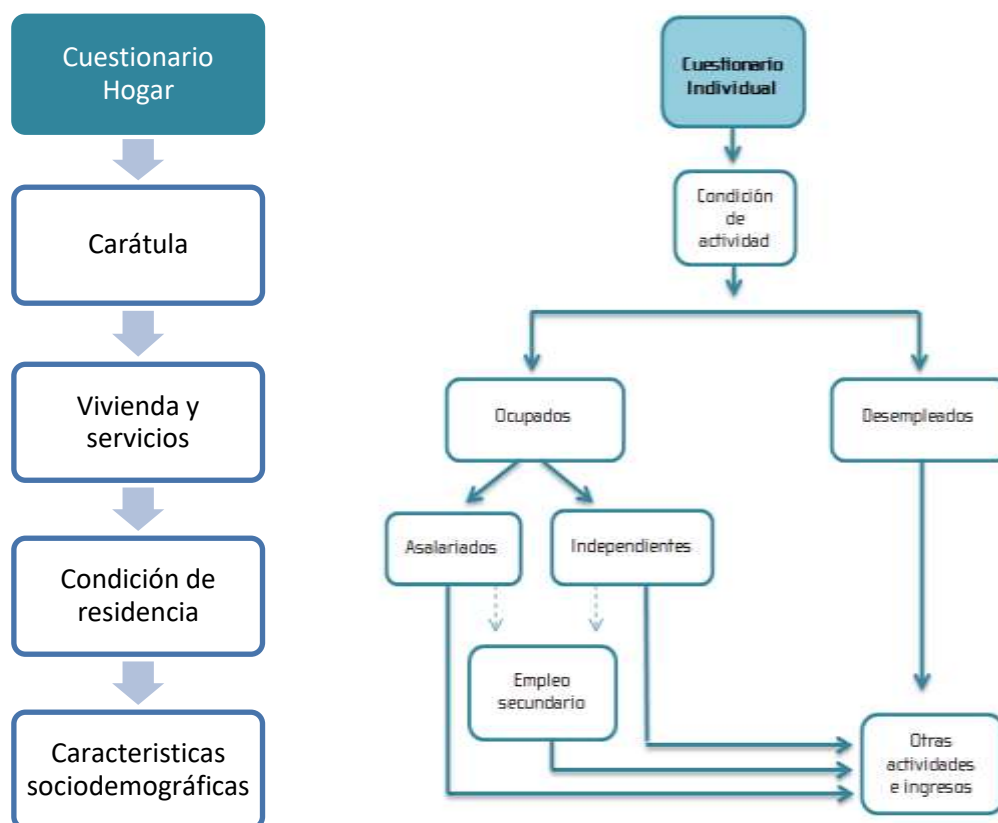 Cuestionario
Hogar
Carátula
Vivienda y
servicios
Condición de
residencia
Caracteristicas
sociodemográficas
Cuestionario
Individual
Condición
de
actividad
Ocupados
Desempleados
Asalariados
Independientes
Empleo
secundario
Otras
actividades
e ingresos